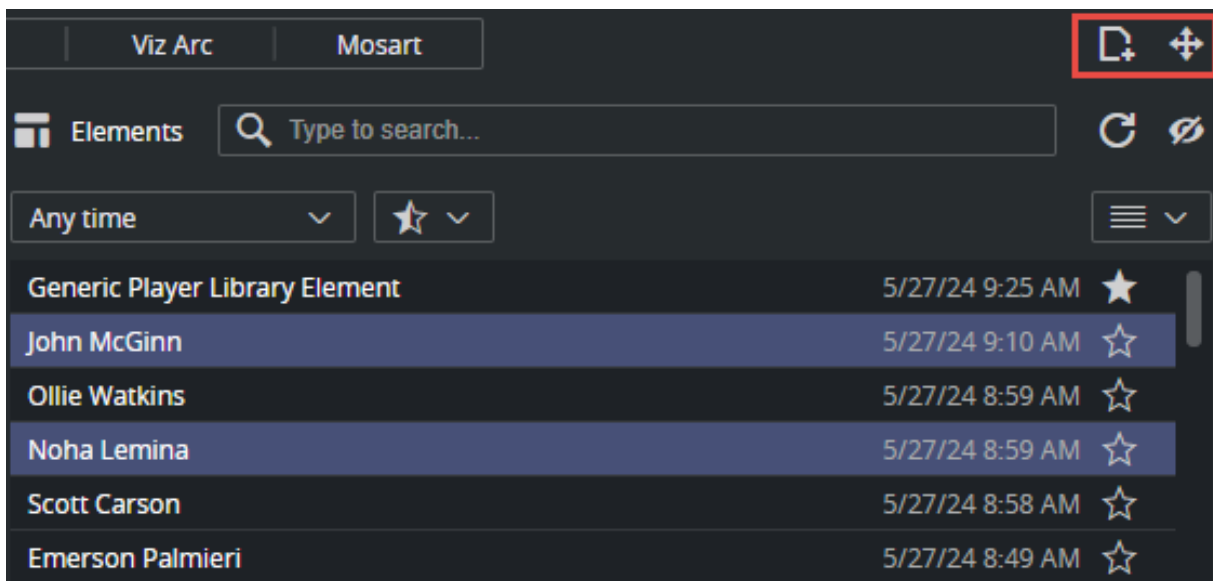 Viz Arc Mosart
Elements Type to search...
Any time
Generic Player Library Element 5/27/24 9:25 AM
John McGinn 5/27/24 9:10 AM
Ollie Watkins 5/27/24 8:59 AM
Noha Lemina 5/27/24 8:59 AM
Scott Carson 5/27/24 8:58 AM
Emerson Palmieri 5/27/24 8:49 AM